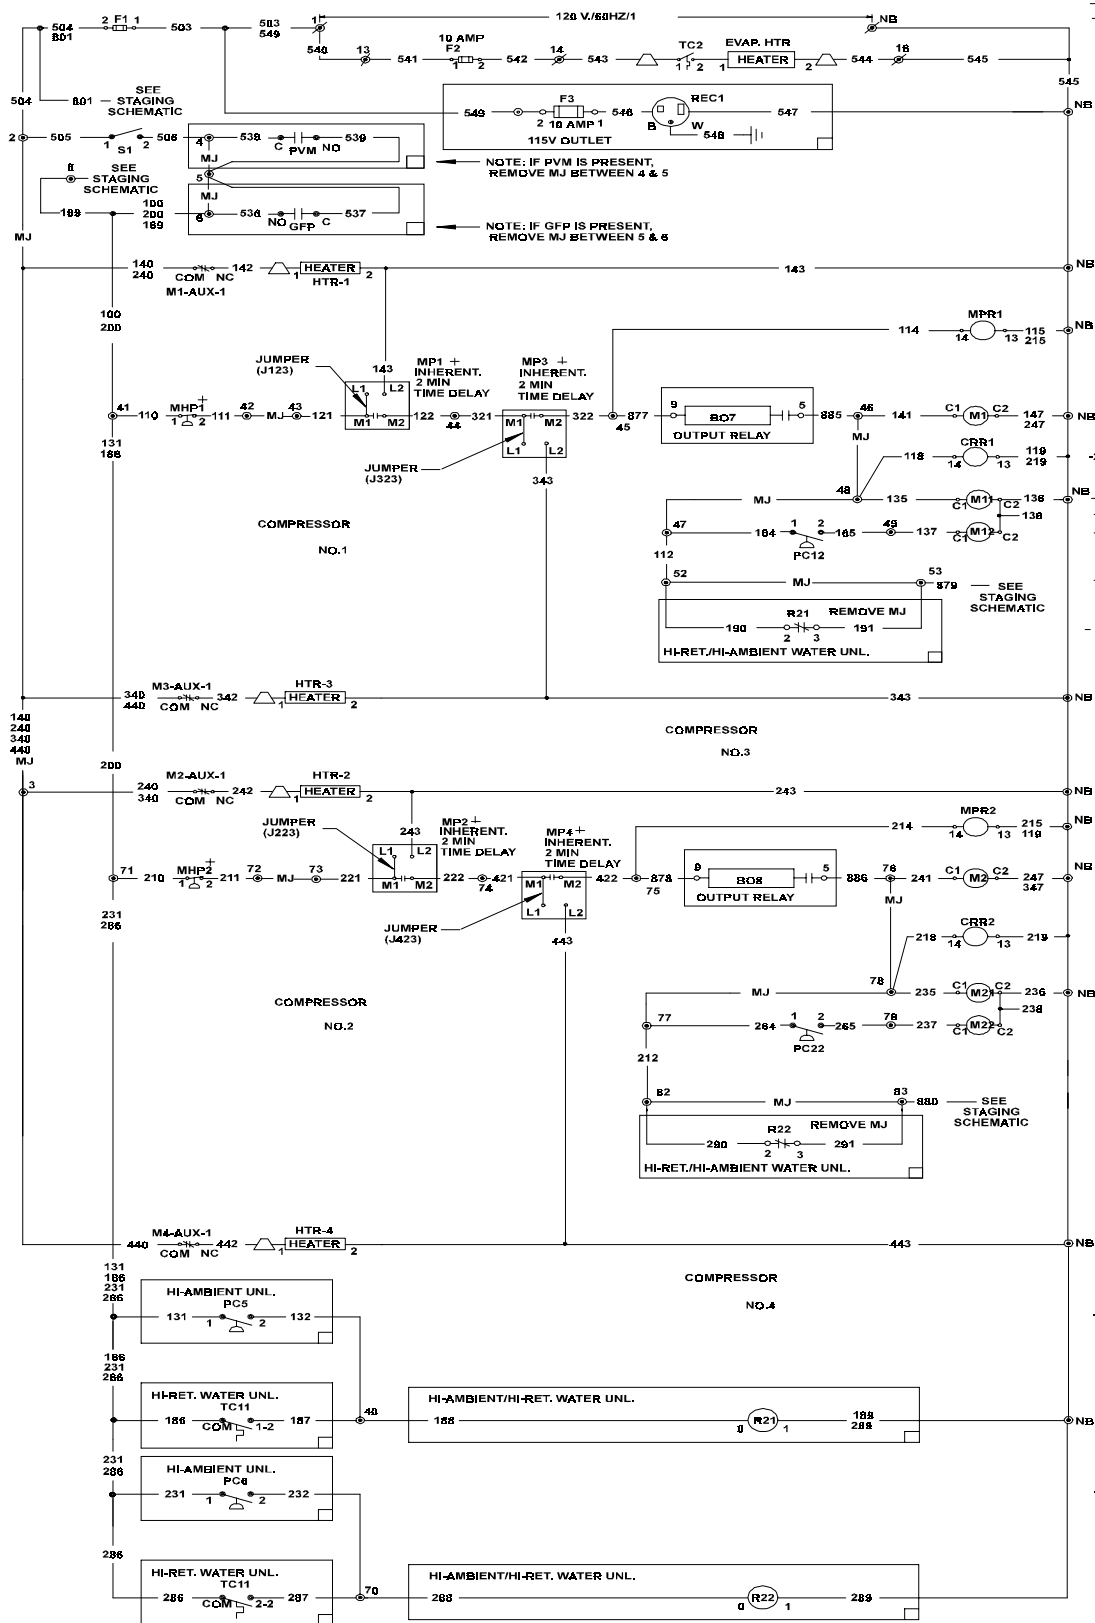 504
801
2 F1 1
503
503
549
1
120 V./60HZ/1
NB
540
13
541
10 AMP
F2
1 2
542
14
543
TC2
1 2
EVAP. HTR
1 HEATER 2
544
16
545
545
504
801
SEE
STAGING
SCHEMATIC
549
F3
2 10 AMP 1
546
REC1
B W
547
548
115V OUTLET
NB
2
505
1 S1 2
506
4
538
C PVM NO
539
MJ
NOTE: IF PVM IS PRESENT,
REMOVE MJ BETWEEN 4 & 5
5
SEE
STAGING
SCHEMATIC
MJ
189
100
200
189
6
536
NO GFP C
537
NOTE: IF GFP IS PRESENT,
REMOVE MJ BETWEEN 5 & 6
MJ
140
240
COM NC
M1-AUX-1
142
1 HEATER 2
HTR-1
143
NB
100
200
114
MPR1
14 13
115
215
NB
JUMPER
(J123)
143
L1 L2
M1 M2
MP1 +
INHERENT.
2 MIN
TIME DELAY
MP3 +
INHERENT.
2 MIN
TIME DELAY
41
110
MHP1 +
1 2
111
42
MJ
43
121
122
44
321
M1 M2
L1 L2
322
877
45
9
BO7
5
OUTPUT RELAY
885
46
141
C1 M1 C2
147
247
NB
131
186
JUMPER
(J323)
343
MJ
118
CRR1
14 13
119
219
MJ
48
135
C1 M11 C2
136
NB
138
COMPRESSOR
NO.1
47
164
1 2
PC12
165
49
137
C1 M12 C2
112
52
MJ
53
879
SEE
STAGING
SCHEMATIC
190
R21
2 3
REMOVE MJ
191
HI-RET./HI-AMBIENT WATER UNL.
340
440
M3-AUX-1
COM NC
342
HTR-3
1 HEATER 2
343
NB
140
240
340
440
MJ
COMPRESSOR
NO.3
200
3
240
340
M2-AUX-1
COM NC
242
HTR-2
1 HEATER 2
243
NB
214
MPR2
14 13
215
119
NB
JUMPER
(J223)
243
L1 L2
M1 M2
MP2 +
INHERENT.
2 MIN
TIME DELAY
MP4 +
INHERENT.
2 MIN
TIME DELAY
71
210
MHP2 +
1 2
211
72
MJ
73
221
222
74
421
M1 M2
L1 L2
422
878
75
9
BO8
5
OUTPUT RELAY
886
76
241
C1 M2 C2
247
347
NB
231
286
JUMPER
(J423)
443
MJ
218
CRR2
14 13
219
MJ
78
235
C1 M21 C2
236
NB
238
COMPRESSOR
NO.2
77
264
1 2
PC22
265
237
C1 M22 C2
212
82
MJ
83
880
SEE
STAGING
SCHEMATIC
290
R22
2 3
REMOVE MJ
291
HI-RET./HI-AMBIENT WATER UNL.
440
M4-AUX-1
COM NC
442
HTR-4
1 HEATER 2
443
NB
131
186
231
286
COMPRESSOR
NO.4
HI-AMBIENT UNL.
PC5
131
1 2
132
186
231
286
HI-RET. WATER UNL.
TC11
186
COM 1-2
187
40
HI-AMBIENT/HI-RET. WATER UNL.
188
0 R21 1
189
289
NB
231
286
HI-AMBIENT UNL.
PC6
231
1 2
232
286
HI-RET. WATER UNL.
TC11
286
COM 2-2
287
70
HI-AMBIENT/HI-RET. WATER UNL.
288
0 R22 1
289